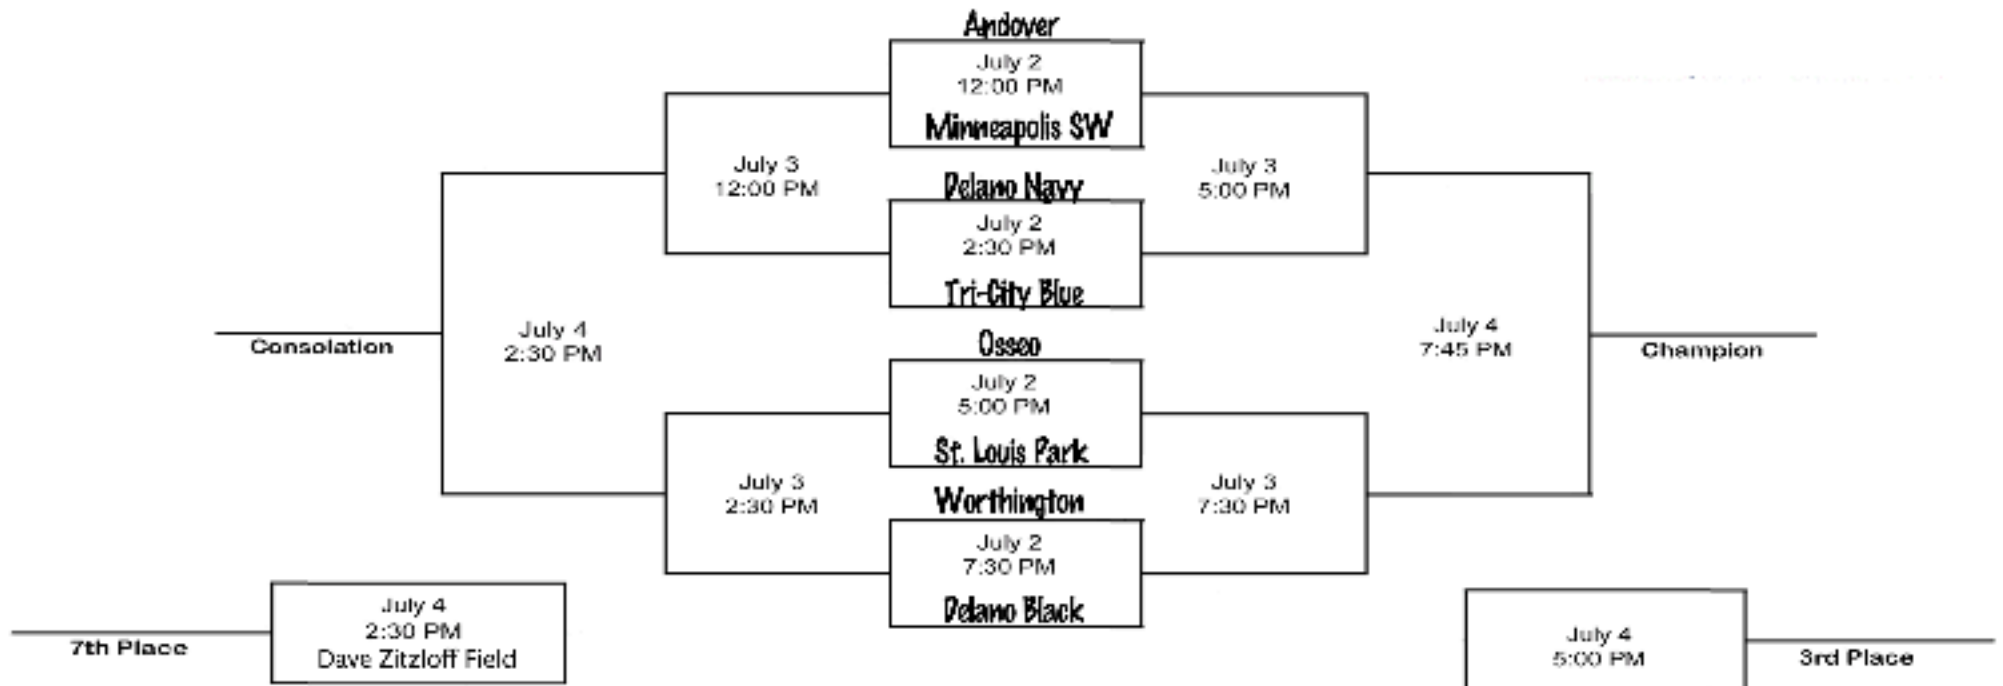 Andover
July 2
12:00 PM
Minneapolis SW
July 3
12:00 PM
Delano Navy
July 3
5:00 PM
July 2
2:30 PM
Tri-City Blue
Consolation
July 4
2:30 PM
Osseo
July 4
7:45 PM
Champion
July 2
5:00 PM
St. Louis Park
July 3
2:30 PM
Worthington
July 3
7:30 PM
July 2
7:30 PM
Delano Black
7th Place
July 4
2:30 PM
Dave Zitzloff Field
July 4
5:00 PM
3rd Place